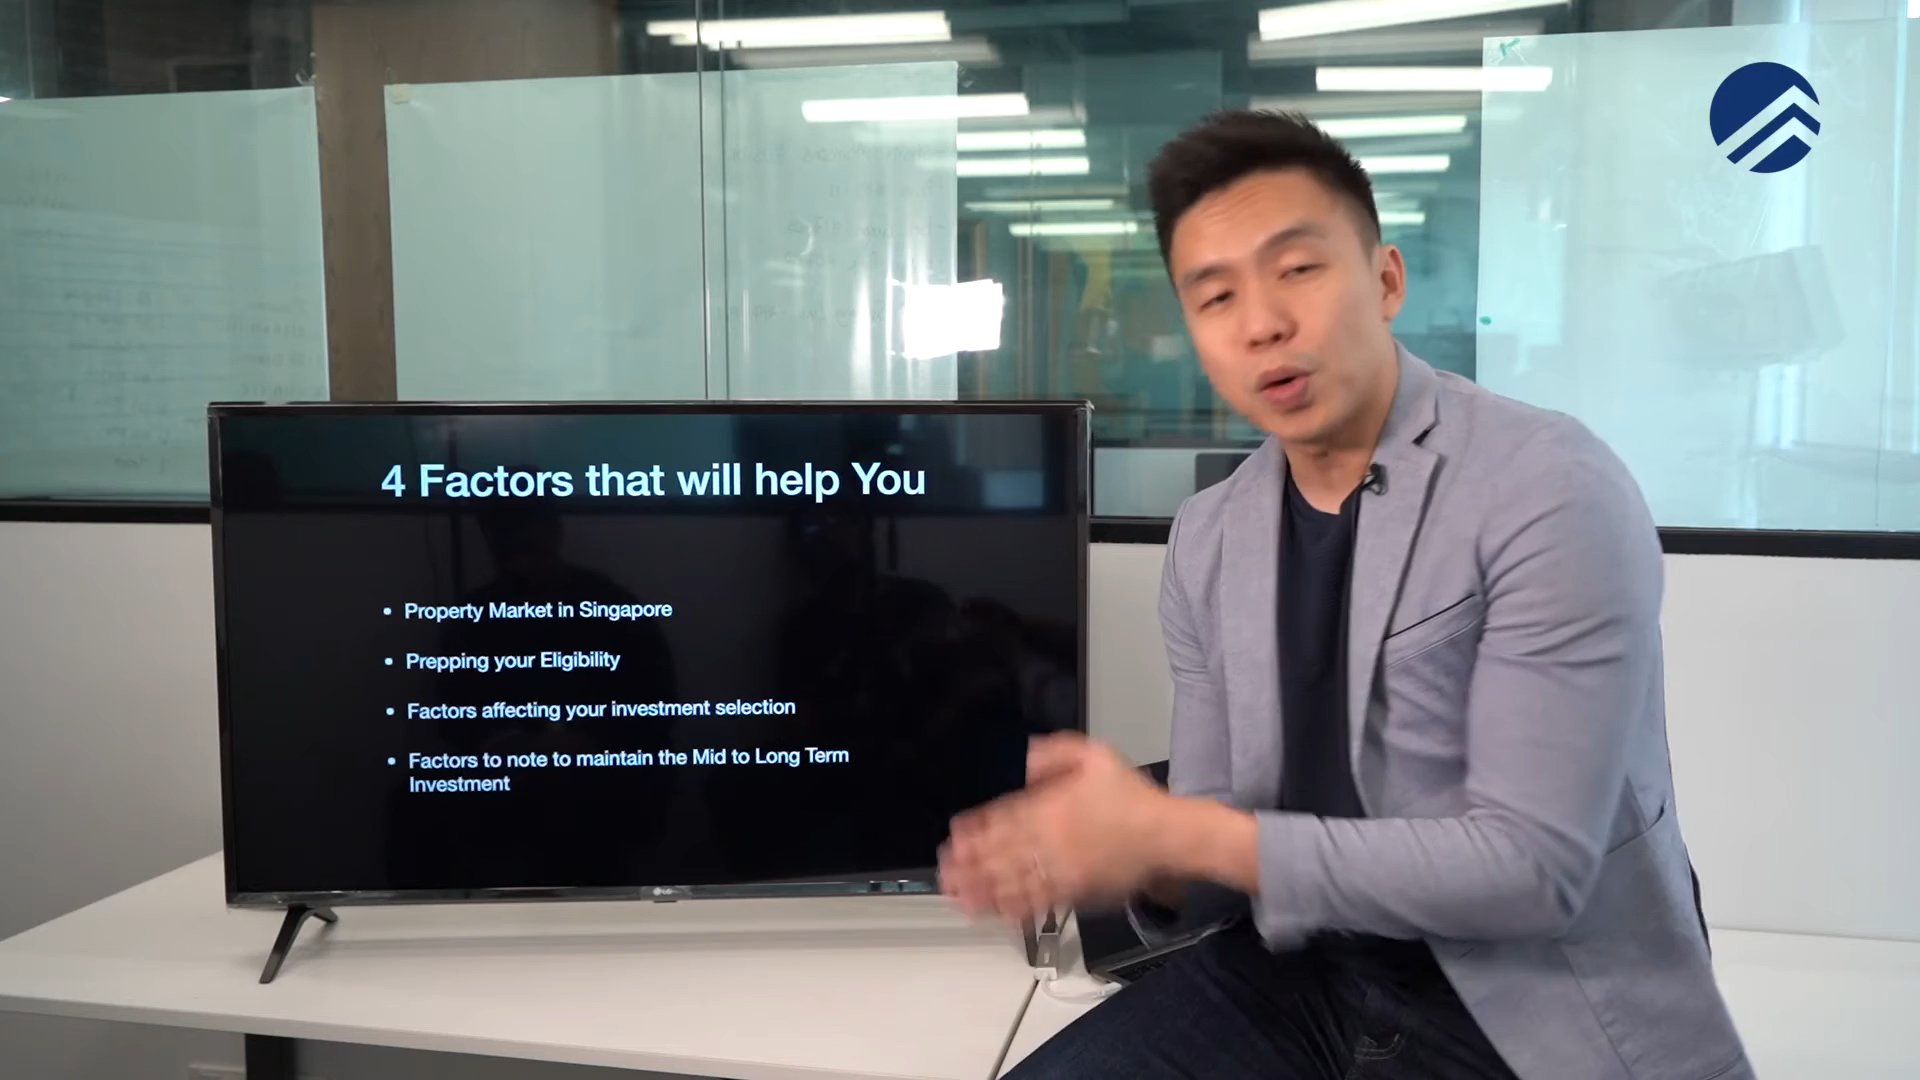 4 Factors that will help You
• Property Market in Singapore
• Prepping your Eligibility
• Factors affecting your investment selection
• Factors to note to maintain the Mid to Long Term
Investment
LG